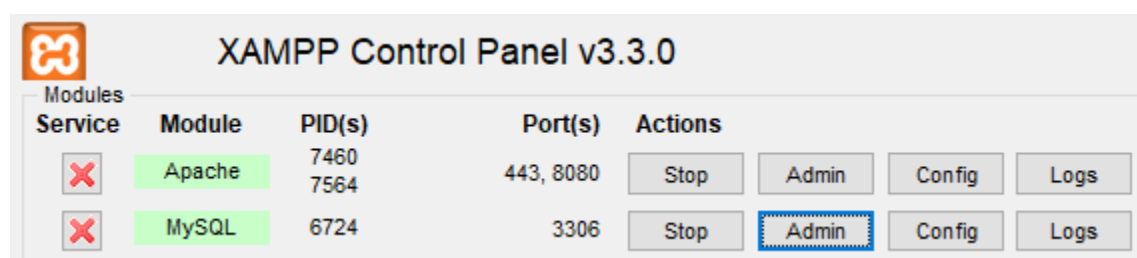 XAMPP Control Panel v3.3.0
Modules
Service Module PID(s) Port(s) Actions
Apache 7460 7564 443, 8080 Stop Admin Config Logs
MySQL 6724 3306 Stop Admin Config Logs